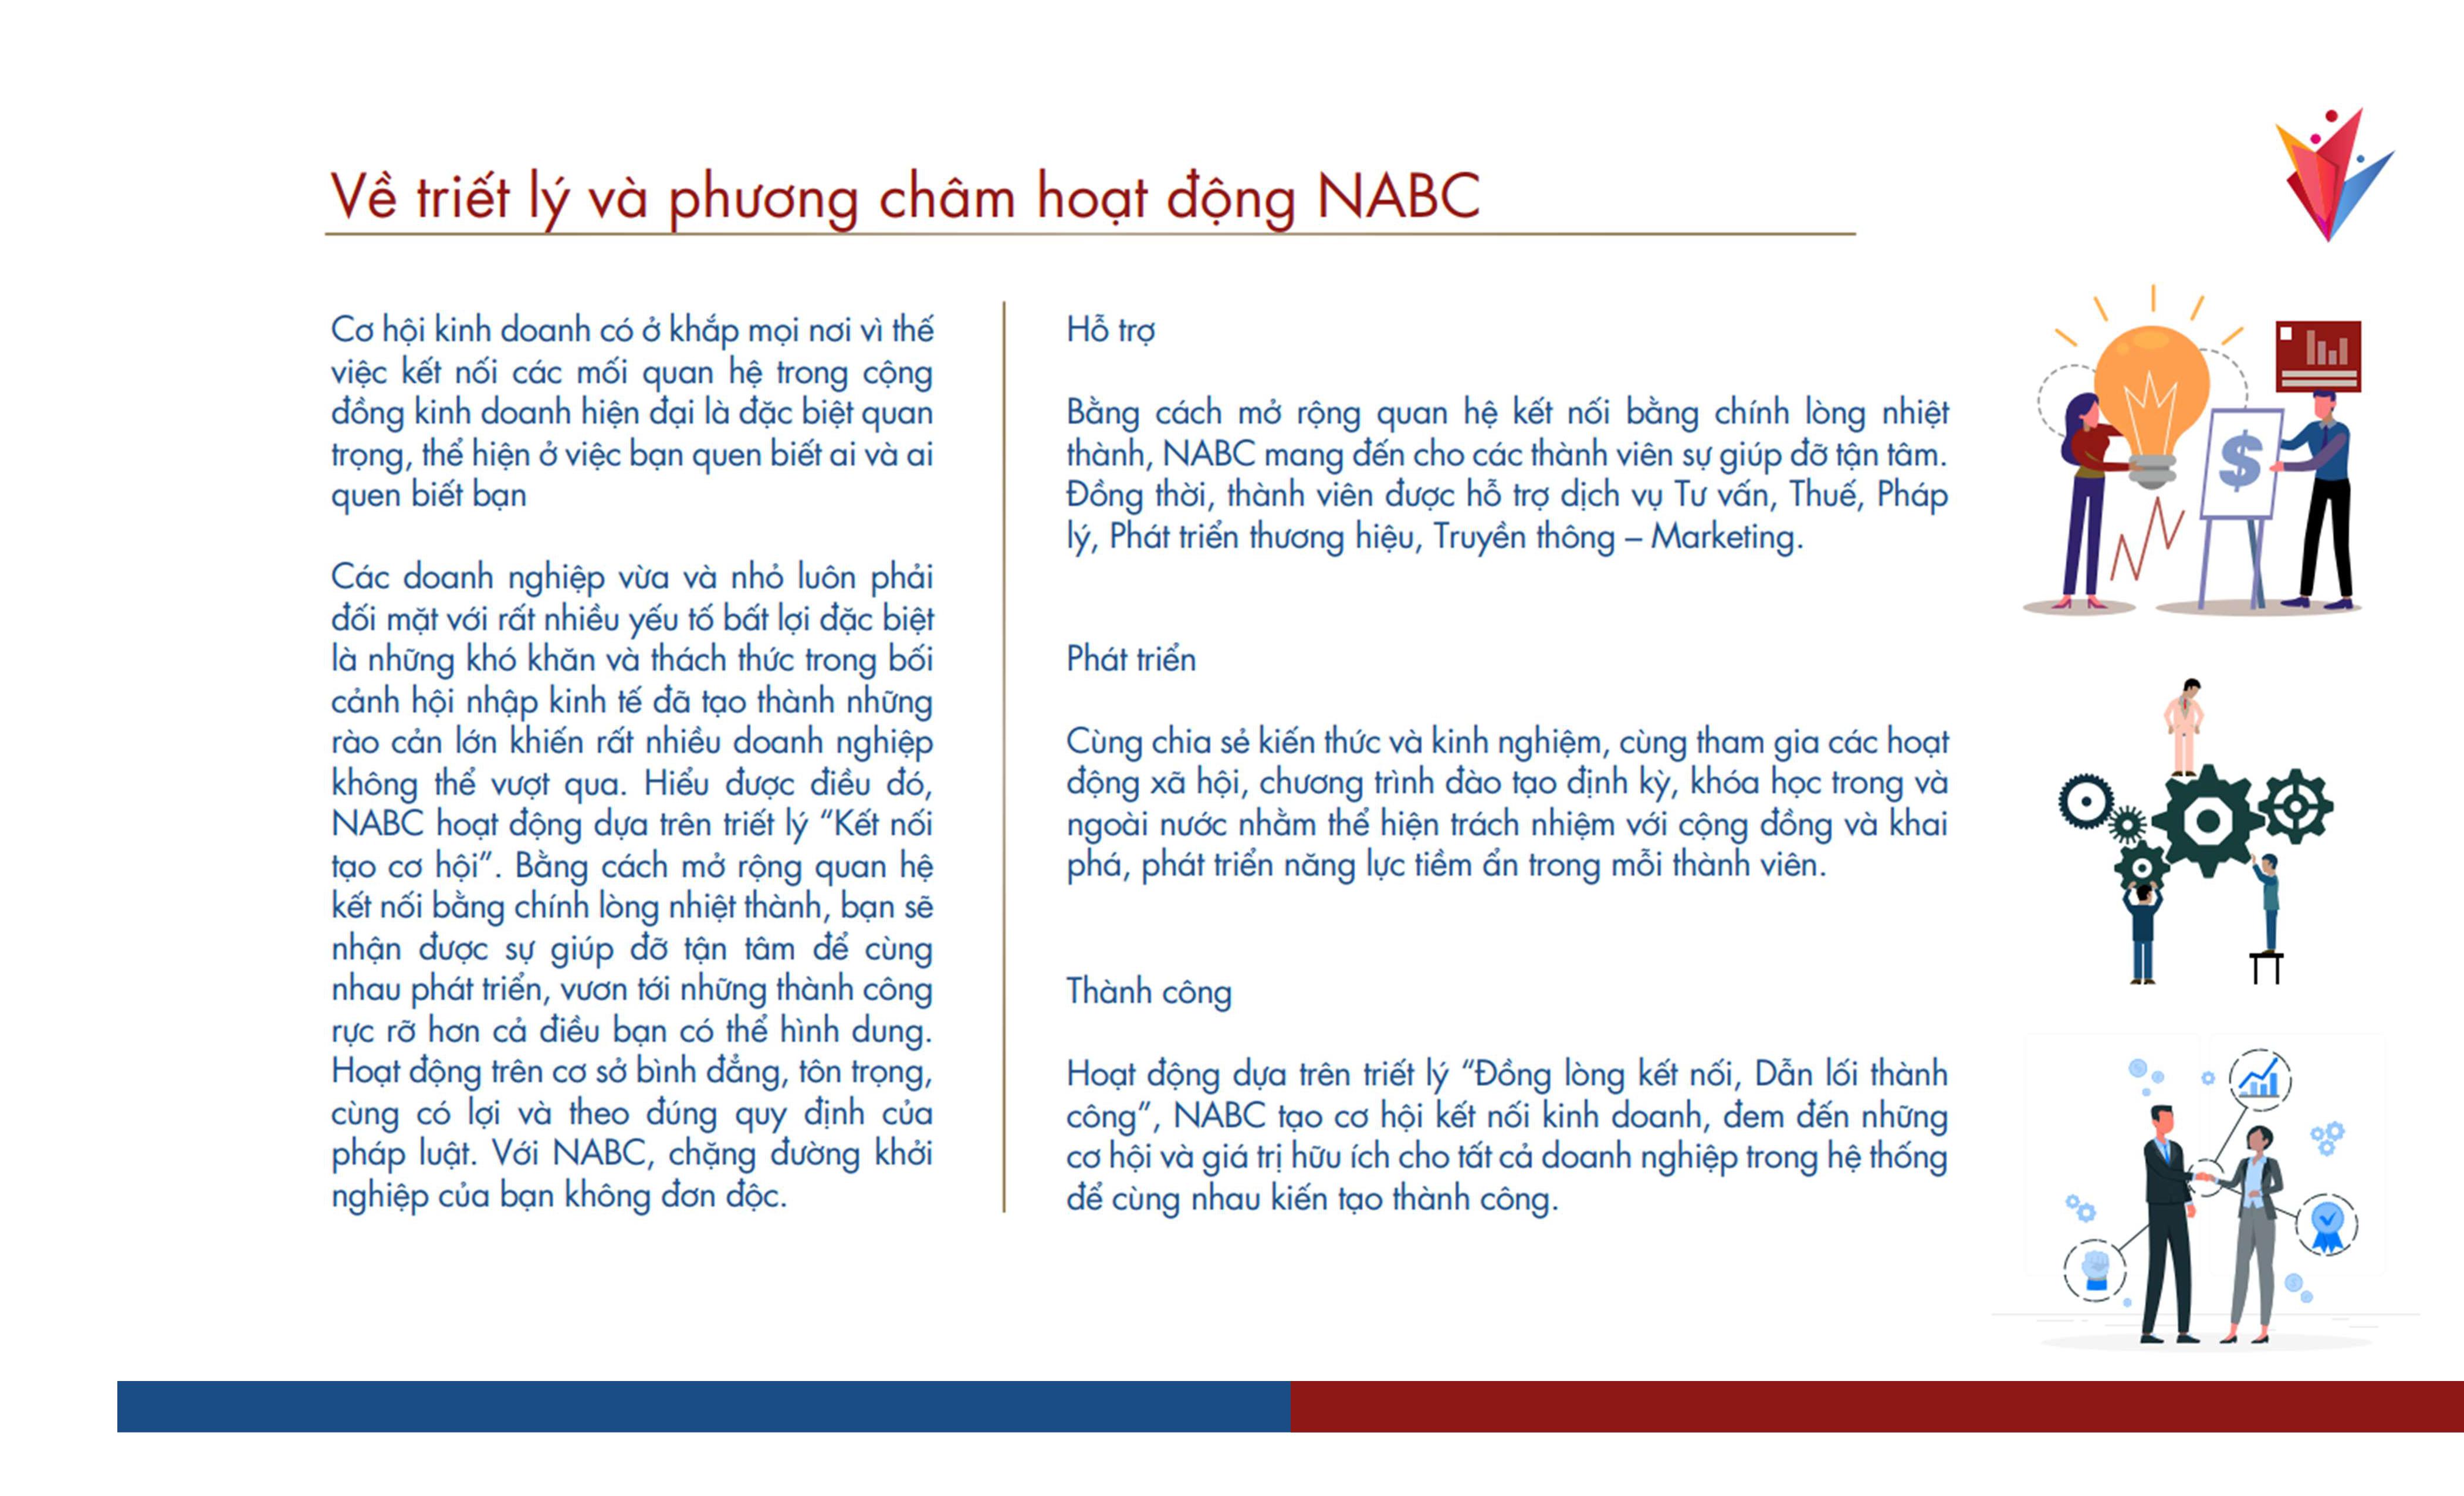 Về triết lý và phương châm hoạt động NABC
Cơ hội kinh doanh có ở khắp mọi nơi vì thế
việc kết nối các mối quan hệ trong cộng
đồng kinh doanh hiện đại là đặc biệt quan
trọng, thể hiện ở việc bạn quen biết ai và ai
quen biết bạn
Các doanh nghiệp vừa và nhỏ luôn phải
đối mặt với rất nhiều yếu tố bất lợi đặc biệt
là những khó khăn và thách thức trong bối
cảnh hội nhập kinh tế đã tạo thành những
rào cản lớn khiến rất nhiều doanh nghiệp
không thể vượt qua. Hiểu được điều đó,
NABC hoạt động dựa trên triết lý “Kết nối
tạo cơ hội”. Bằng cách mở rộng quan hệ
kết nối bằng chính lòng nhiệt thành, bạn sẽ
nhận được sự giúp đỡ tận tâm để cùng
nhau phát triển, vươn tới những thành công
rực rỡ hơn cả điều bạn có thể hình dung.
Hoạt động trên cơ sở bình đẳng, tôn trọng,
cùng có lợi và theo đúng quy định của
pháp luật. Với NABC, chặng đường khởi
nghiệp của bạn không đơn độc.
Hỗ trợ
Bằng cách mở rộng quan hệ kết nối bằng chính lòng nhiệt
thành, NABC mang đến cho các thành viên sự giúp đỡ tận tâm.
Đồng thời, thành viên được hỗ trợ dịch vụ Tư vấn, Thuế, Pháp
lý, Phát triển thương hiệu, Truyền thông – Marketing.
Phát triển
Cùng chia sẻ kiến thức và kinh nghiệm, cùng tham gia các hoạt
động xã hội, chương trình đào tạo định kỳ, khóa học trong và
ngoài nước nhằm thể hiện trách nhiệm với cộng đồng và khai
phá, phát triển năng lực tiềm ẩn trong mỗi thành viên.
Thành công
Hoạt động dựa trên triết lý “Đồng lòng kết nối, Dẫn lối thành
công”, NABC tạo cơ hội kết nối kinh doanh, đem đến những
cơ hội và giá trị hữu ích cho tất cả doanh nghiệp trong hệ thống
để cùng nhau kiến tạo thành công.
$